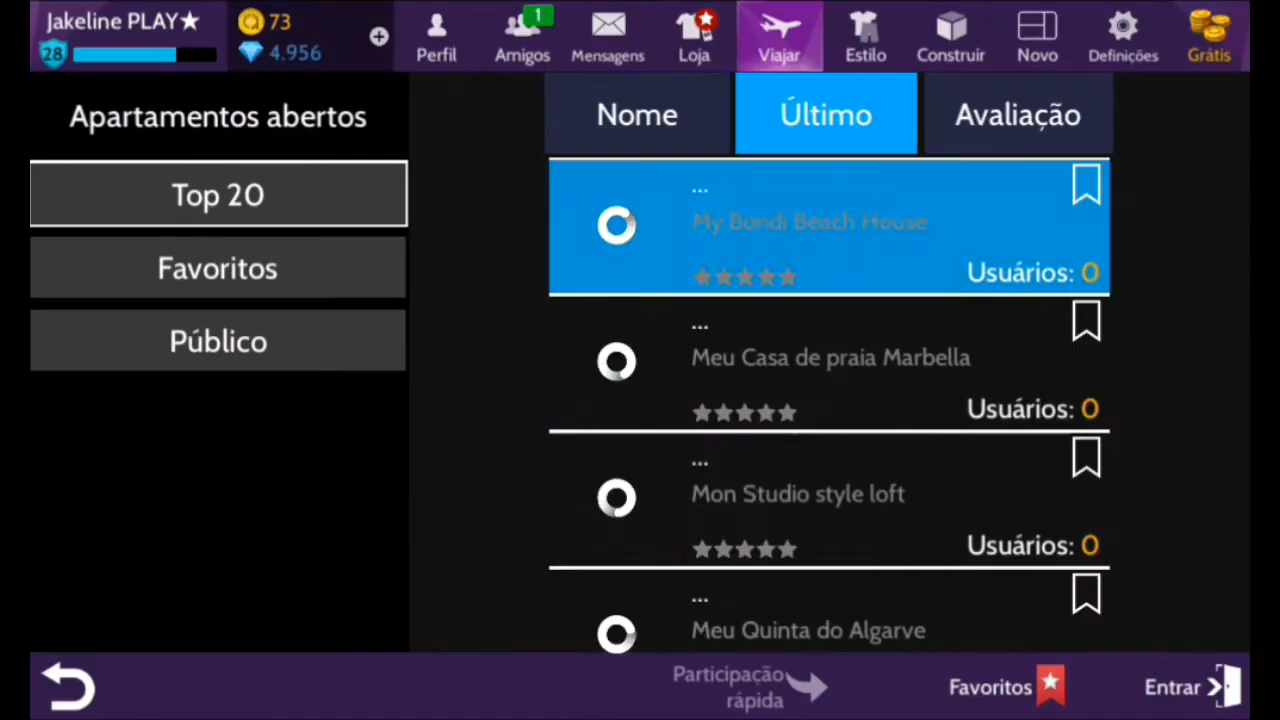 Jakeline PLAY★
28
73
4.956
Perfil
1
Amigos
Mensagens
Loja
Viajar
Estilo
Construir
Novo
Definições
Grátis
Apartamentos abertos
Top 20
Favoritos
Público
Nome
Último
Avaliação
...
My Bondi Beach House
Usuários: 0
...
Meu Casa de praia Marbella
Usuários: 0
...
Mon Studio style loft
Usuários: 0
...
Meu Quinta do Algarve
Participação
rápida
Favoritos
Entrar